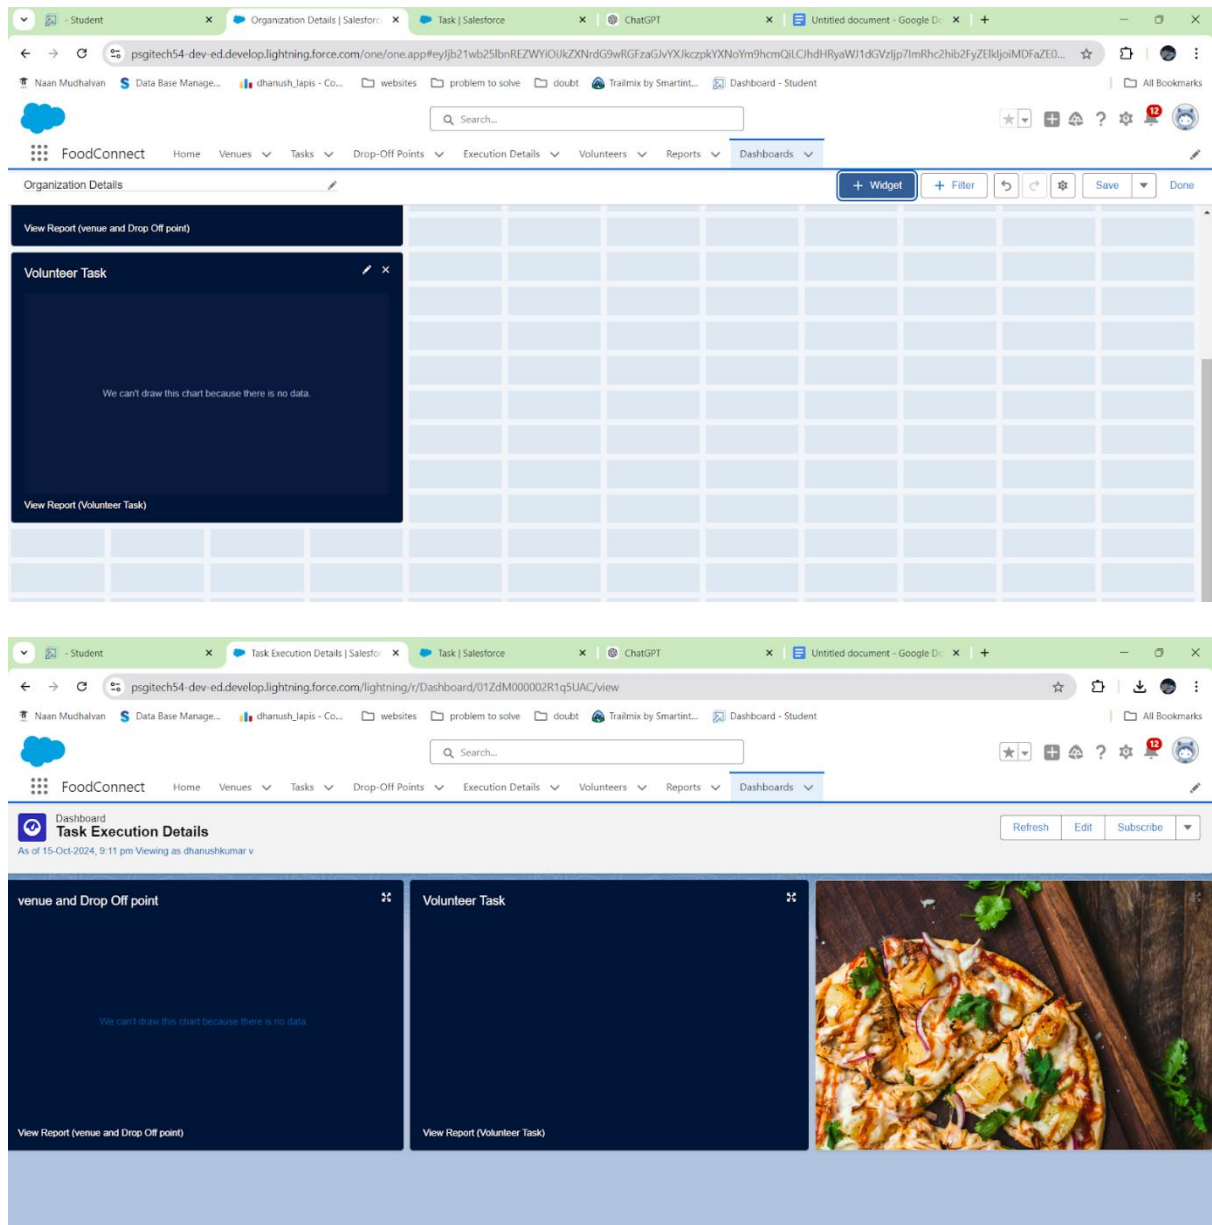 - Student
Organization Details | Salesforc
Task | Salesforce
ChatGPT
Untitled document - Google Do
psgitech54-dev-ed.develop.lightning.force.com/one/one.app#eyJjb21wb25lbnREZWYiOiJkZXNrdG9wRGFzaGJvYXJkczpkYXNoYm9hcmQiLCJhdHRyaWJ1dGVzIjp7InJlY29yZElkIjoiMDFaZE0...
Naan Mudhalvan
Data Base Manage...
dhanush_lapis - Co...
websites
problem to solve
doubt
Trailmix by Smartint...
Dashboard - Student
All Bookmarks
Search...
12
FoodConnect
Home
Venues
Tasks
Drop-Off Points
Execution Details
Volunteers
Reports
Dashboards
Organization Details
+ Widget
+ Filter
Save
Done
View Report (venue and Drop Off point)
Volunteer Task
We can't draw this chart because there is no data.
View Report (Volunteer Task)
- Student
Task Execution Details | Salesfor
Task | Salesforce
ChatGPT
Untitled document - Google Do
psgitech54-dev-ed.develop.lightning.force.com/lightning/r/Dashboard/01ZdM000002R1q5UAC/view
Naan Mudhalvan
Data Base Manage...
dhanush_lapis - Co...
websites
problem to solve
doubt
Trailmix by Smartint...
Dashboard - Student
All Bookmarks
Search...
12
FoodConnect
Home
Venues
Tasks
Drop-Off Points
Execution Details
Volunteers
Reports
Dashboards
Dashboard
Task Execution Details
As of 15-Oct-2024, 9:11 pm Viewing as dhanushkumar v
Refresh
Edit
Subscribe
venue and Drop Off point
Volunteer Task
We can't draw this chart because there is no data.
View Report (venue and Drop Off point)
View Report (Volunteer Task)